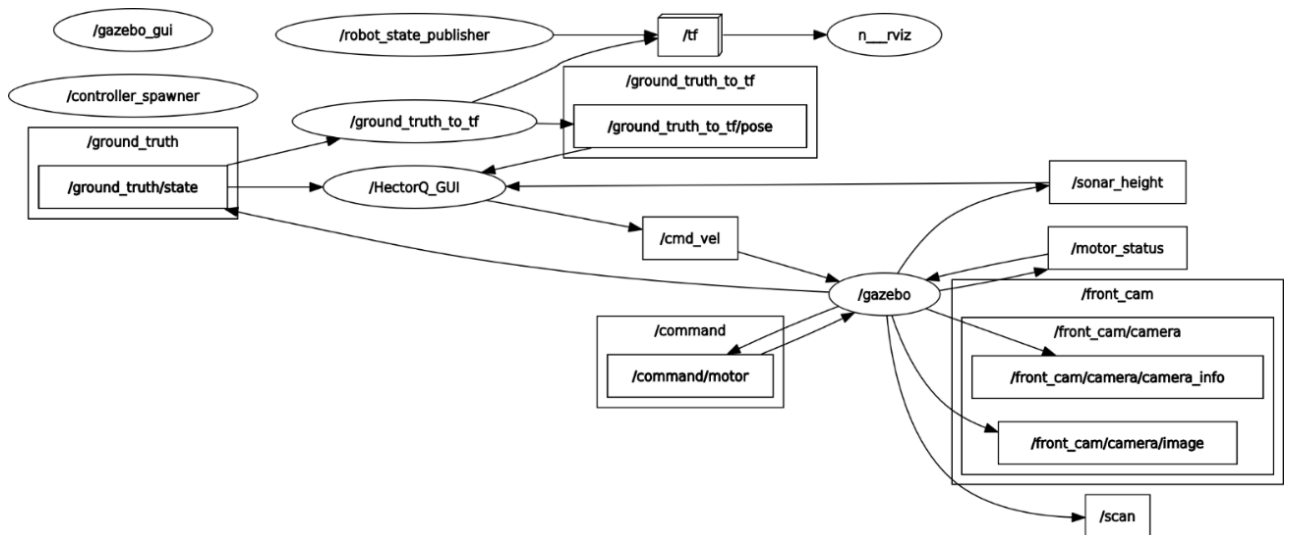 /gazebo_gui
/robot_state_publisher
/tf
n___rviz
/controller_spawner
/ground_truth_to_tf
/ground_truth_to_tf
/ground_truth_to_tf/pose
/ground_truth
/ground_truth/state
/HectorQ_GUI
/sonar_height
/cmd_vel
/motor_status
/gazebo
/front_cam
/command
/front_cam/camera
/command/motor
/front_cam/camera/camera_info
/front_cam/camera/image
/scan